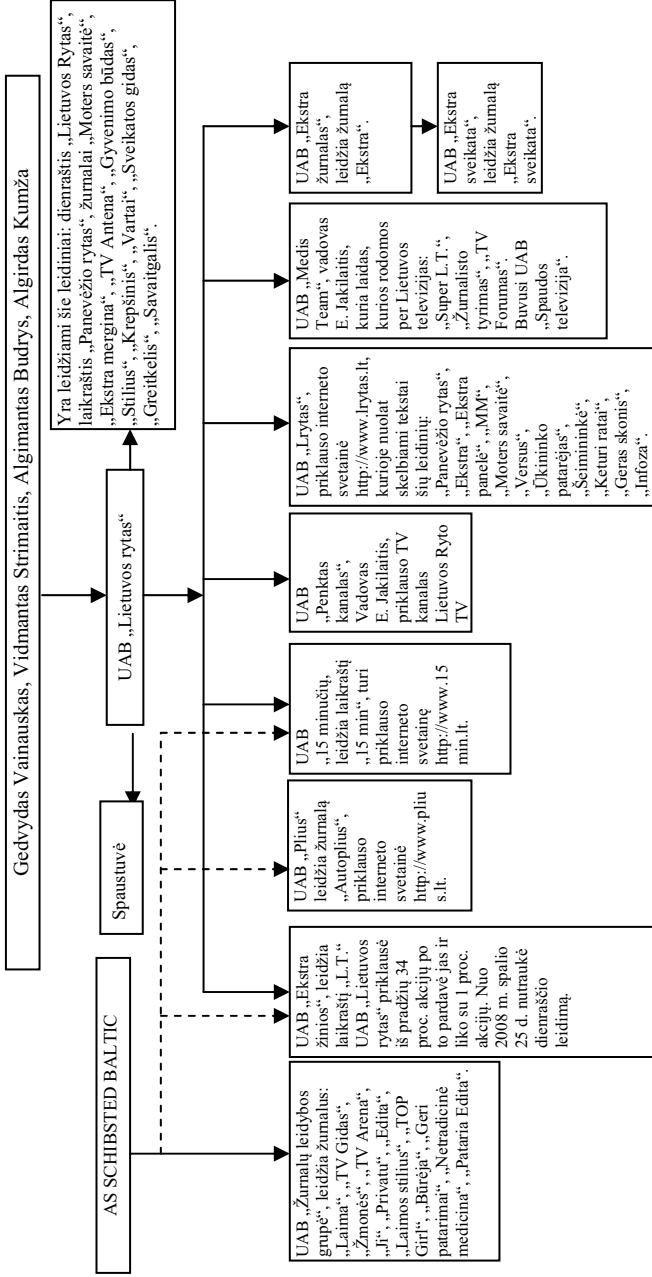 Gedvydas Vainauskas, Vidmantas Strimaitis, Algimantas Budrys, Algirdas Kumža
AS SCHIBSTED BALTIC
Spaustuvė
UAB „Lietuvos rytas“
Yra leidžiami šie leidiniai: dienraštis „Lietuvos Rytas“,
laikraštis „Panevėžio rytas“, žurnalai „Moters savaitė“,
„Ekstra mergina“, „TV Antena“, „Gyvenimo būdas“,
„Stilius“, „Krepšinis“, „Vartai“, „Sveikatos gidas“,
„Greitkelis“, „Savaitgalis“.
UAB „Žurnalų leidybos
grupė“, leidžia žurnalus:
„Laima“, „TV Gidas“,
„Žmonės“, „TV Arena“,
„Ji“, „Privatu“, „Edita“,
„Laimos stilius“, „TOP
Girl“, „Būrėja“, „Geri
patarimai“, „Netradicinė
medicina“, „Pataria Edita“.
UAB „Ekstra
žinios“, leidžia
laikraštį „L.T.“
UAB „Lietuvos
rytas“ priklausė
iš pradžių 34
proc. akcijų po
to pardavė jas ir
liko su 1 proc.
akcijų. Nuo
2008 m. spalio
25 d. nutraukė
dienraščio
leidimą.
UAB „Plius“
leidžia žurnalą
„Autoplius“,
priklauso
interneto
svetainė
http://www.pliu
s.lt.
UAB
„15 minučių,
leidžia laikraštį
„15 min“, turi
priklauso
interneto
svetainę
http://www.15
min.lt.
UAB
„Penktas
kanalas“,
Vadovas
E. Jakilaitis,
priklauso TV
kanalas
Lietuvos Ryto
TV
UAB „Lrytas“,
priklauso interneto
svetainė
http://www.lrytas.lt,
kurioje nuolat
skelbiami tekstai
šių leidinių:
„Panevėžio rytas“,
„Ekstra“, „Ekstra
panelė“, „MM“,
„Moters savaitė“,
„Versus“,
„Ūkininko
patarėjas“,
„Šeimininkė“,
„Keturi ratai“,
„Geras skonis“,
„Infoza“.
UAB „Medis
Team“, vadovas
E. Jakilaitis,
kuria laidas,
kurios rodomos
per Lietuvos
televizijas:
„Super L.T.“,
„Žurnalisto
tyrimas“, „TV
Forumas“.
Buvusi UAB
„Spaudos
televizija“.
UAB „Ekstra
žurnalas“,
leidžia žurnalą
„Ekstra“.
UAB „Ekstra
sveikata“,
leidžia žurnalą
„Ekstra
sveikata“.